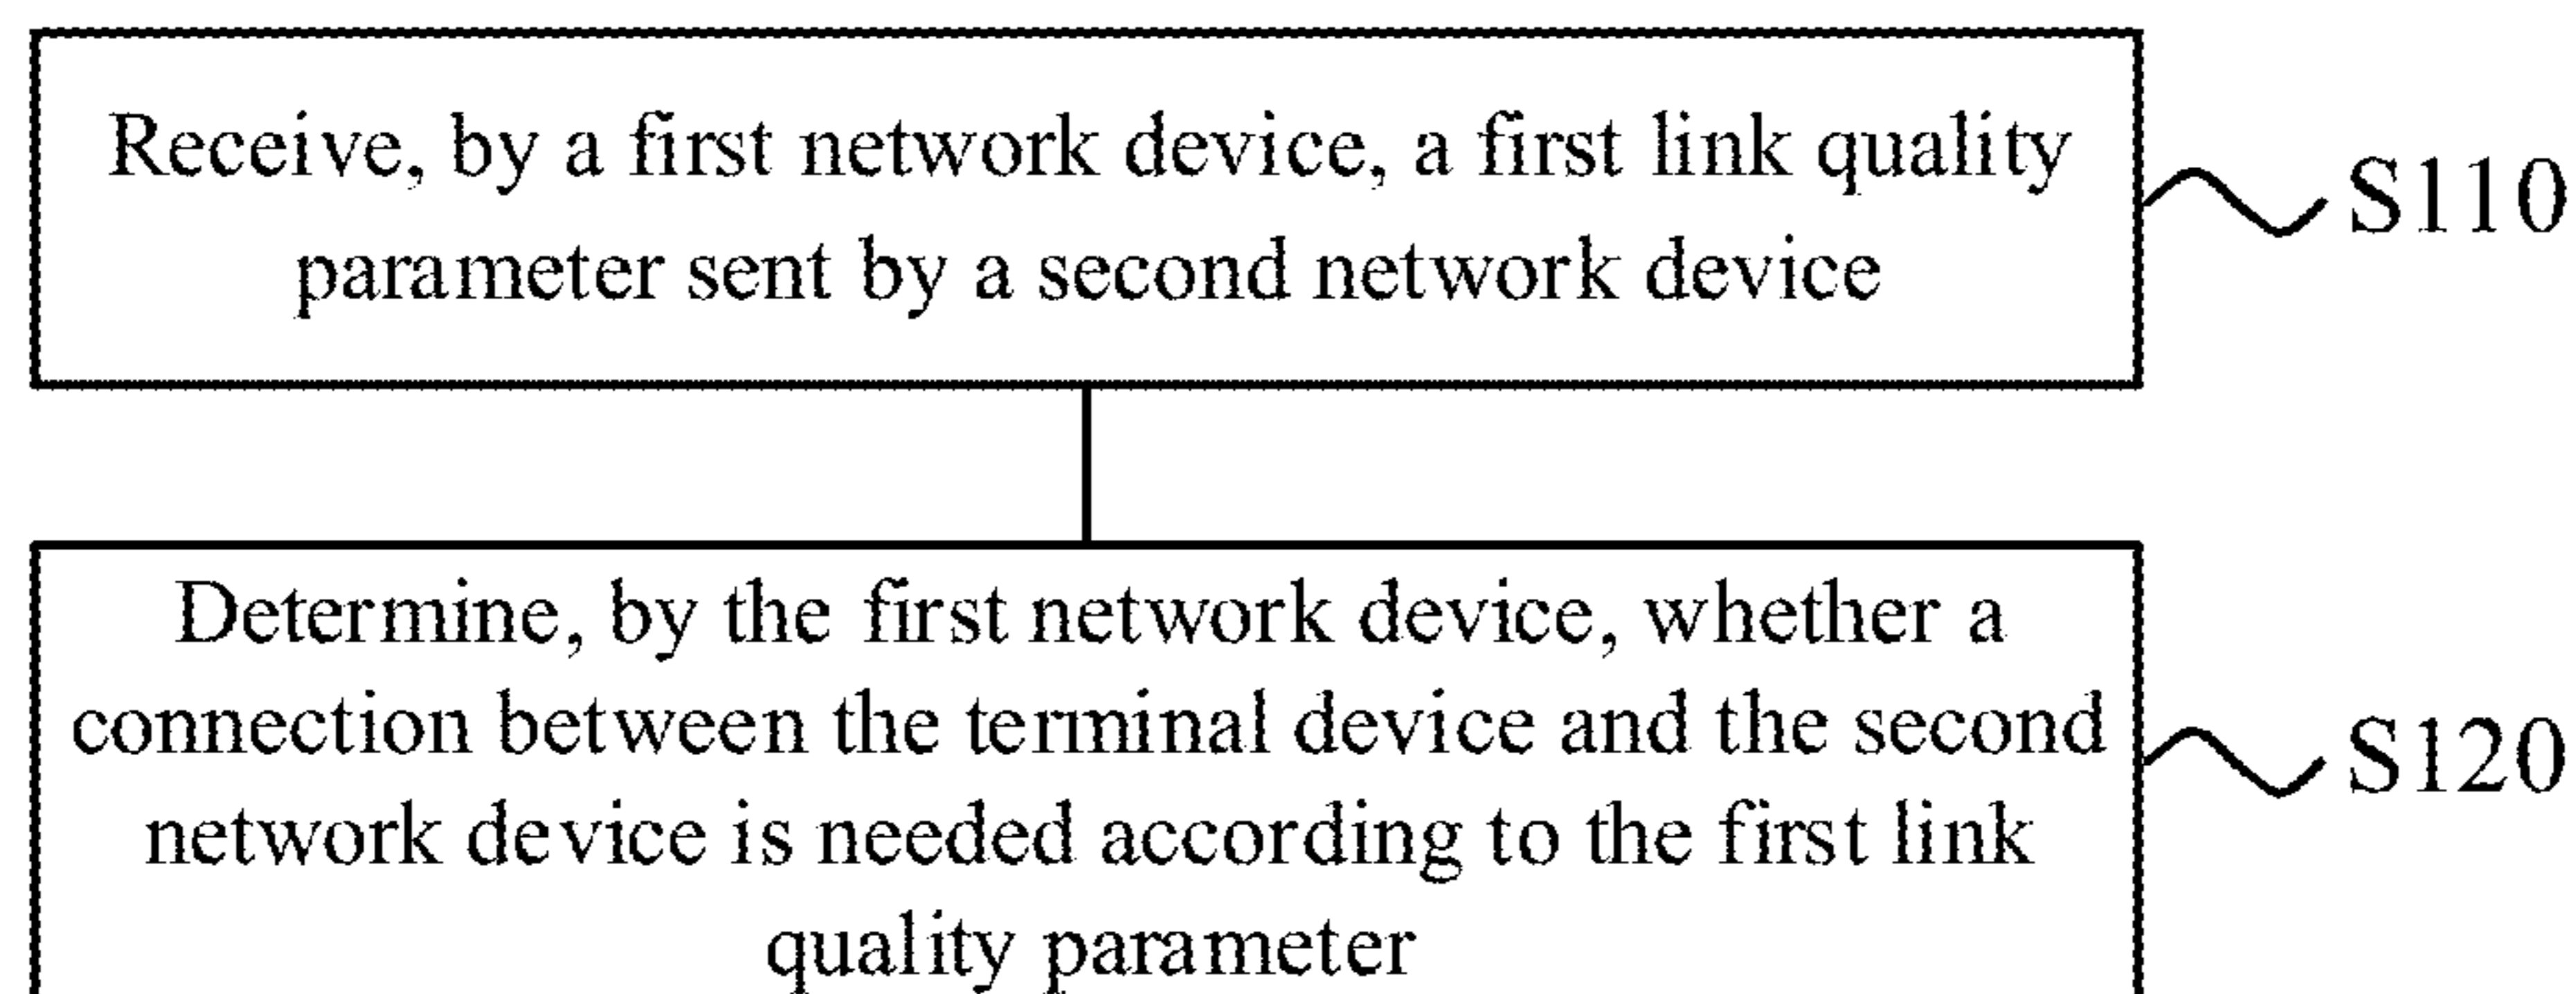 Receive, by a first network device, a first link quality
parameter sent by a second network device
S110
Determine, by the first network device, whether a
connection between the terminal device and the second
network device is needed according to the first link
quality parameter
S120